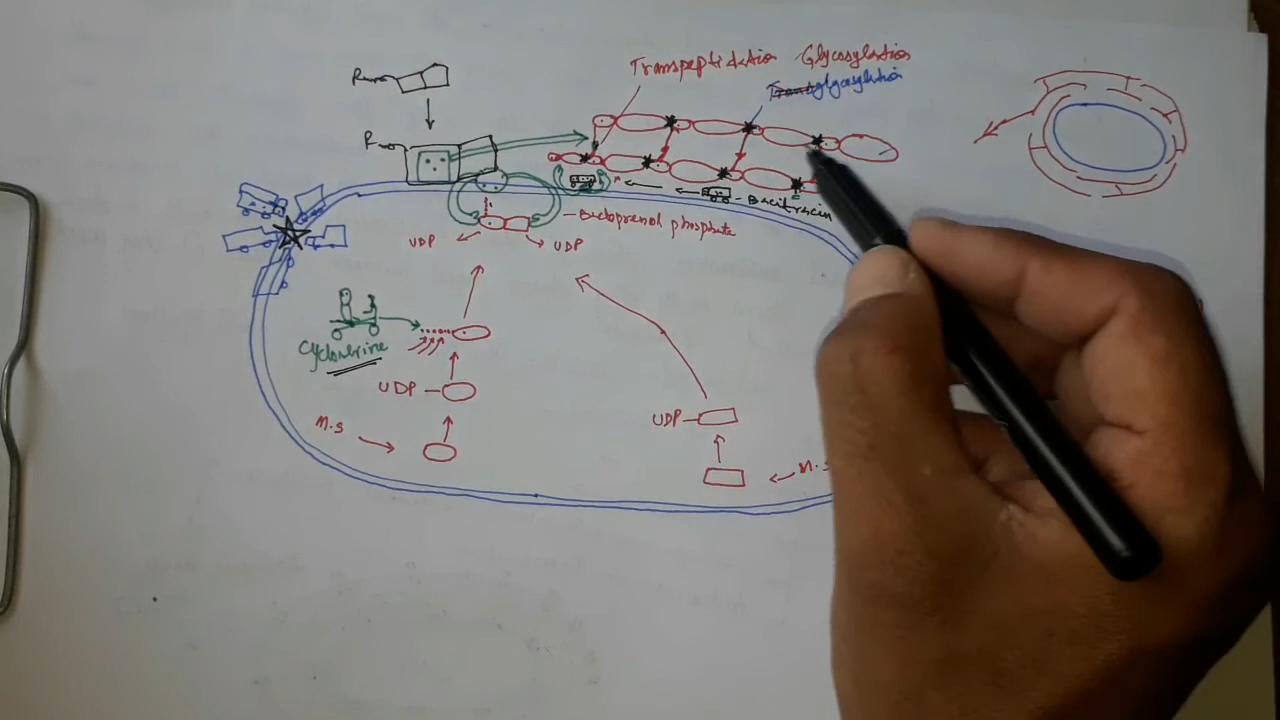 Transpeptidation Glycosylation
Transglycosylation
R
R
Bacitracin
Bactoprenol phosphate
UDP
UDP
Cycloserine
UDP
UDP
M.S
M.S